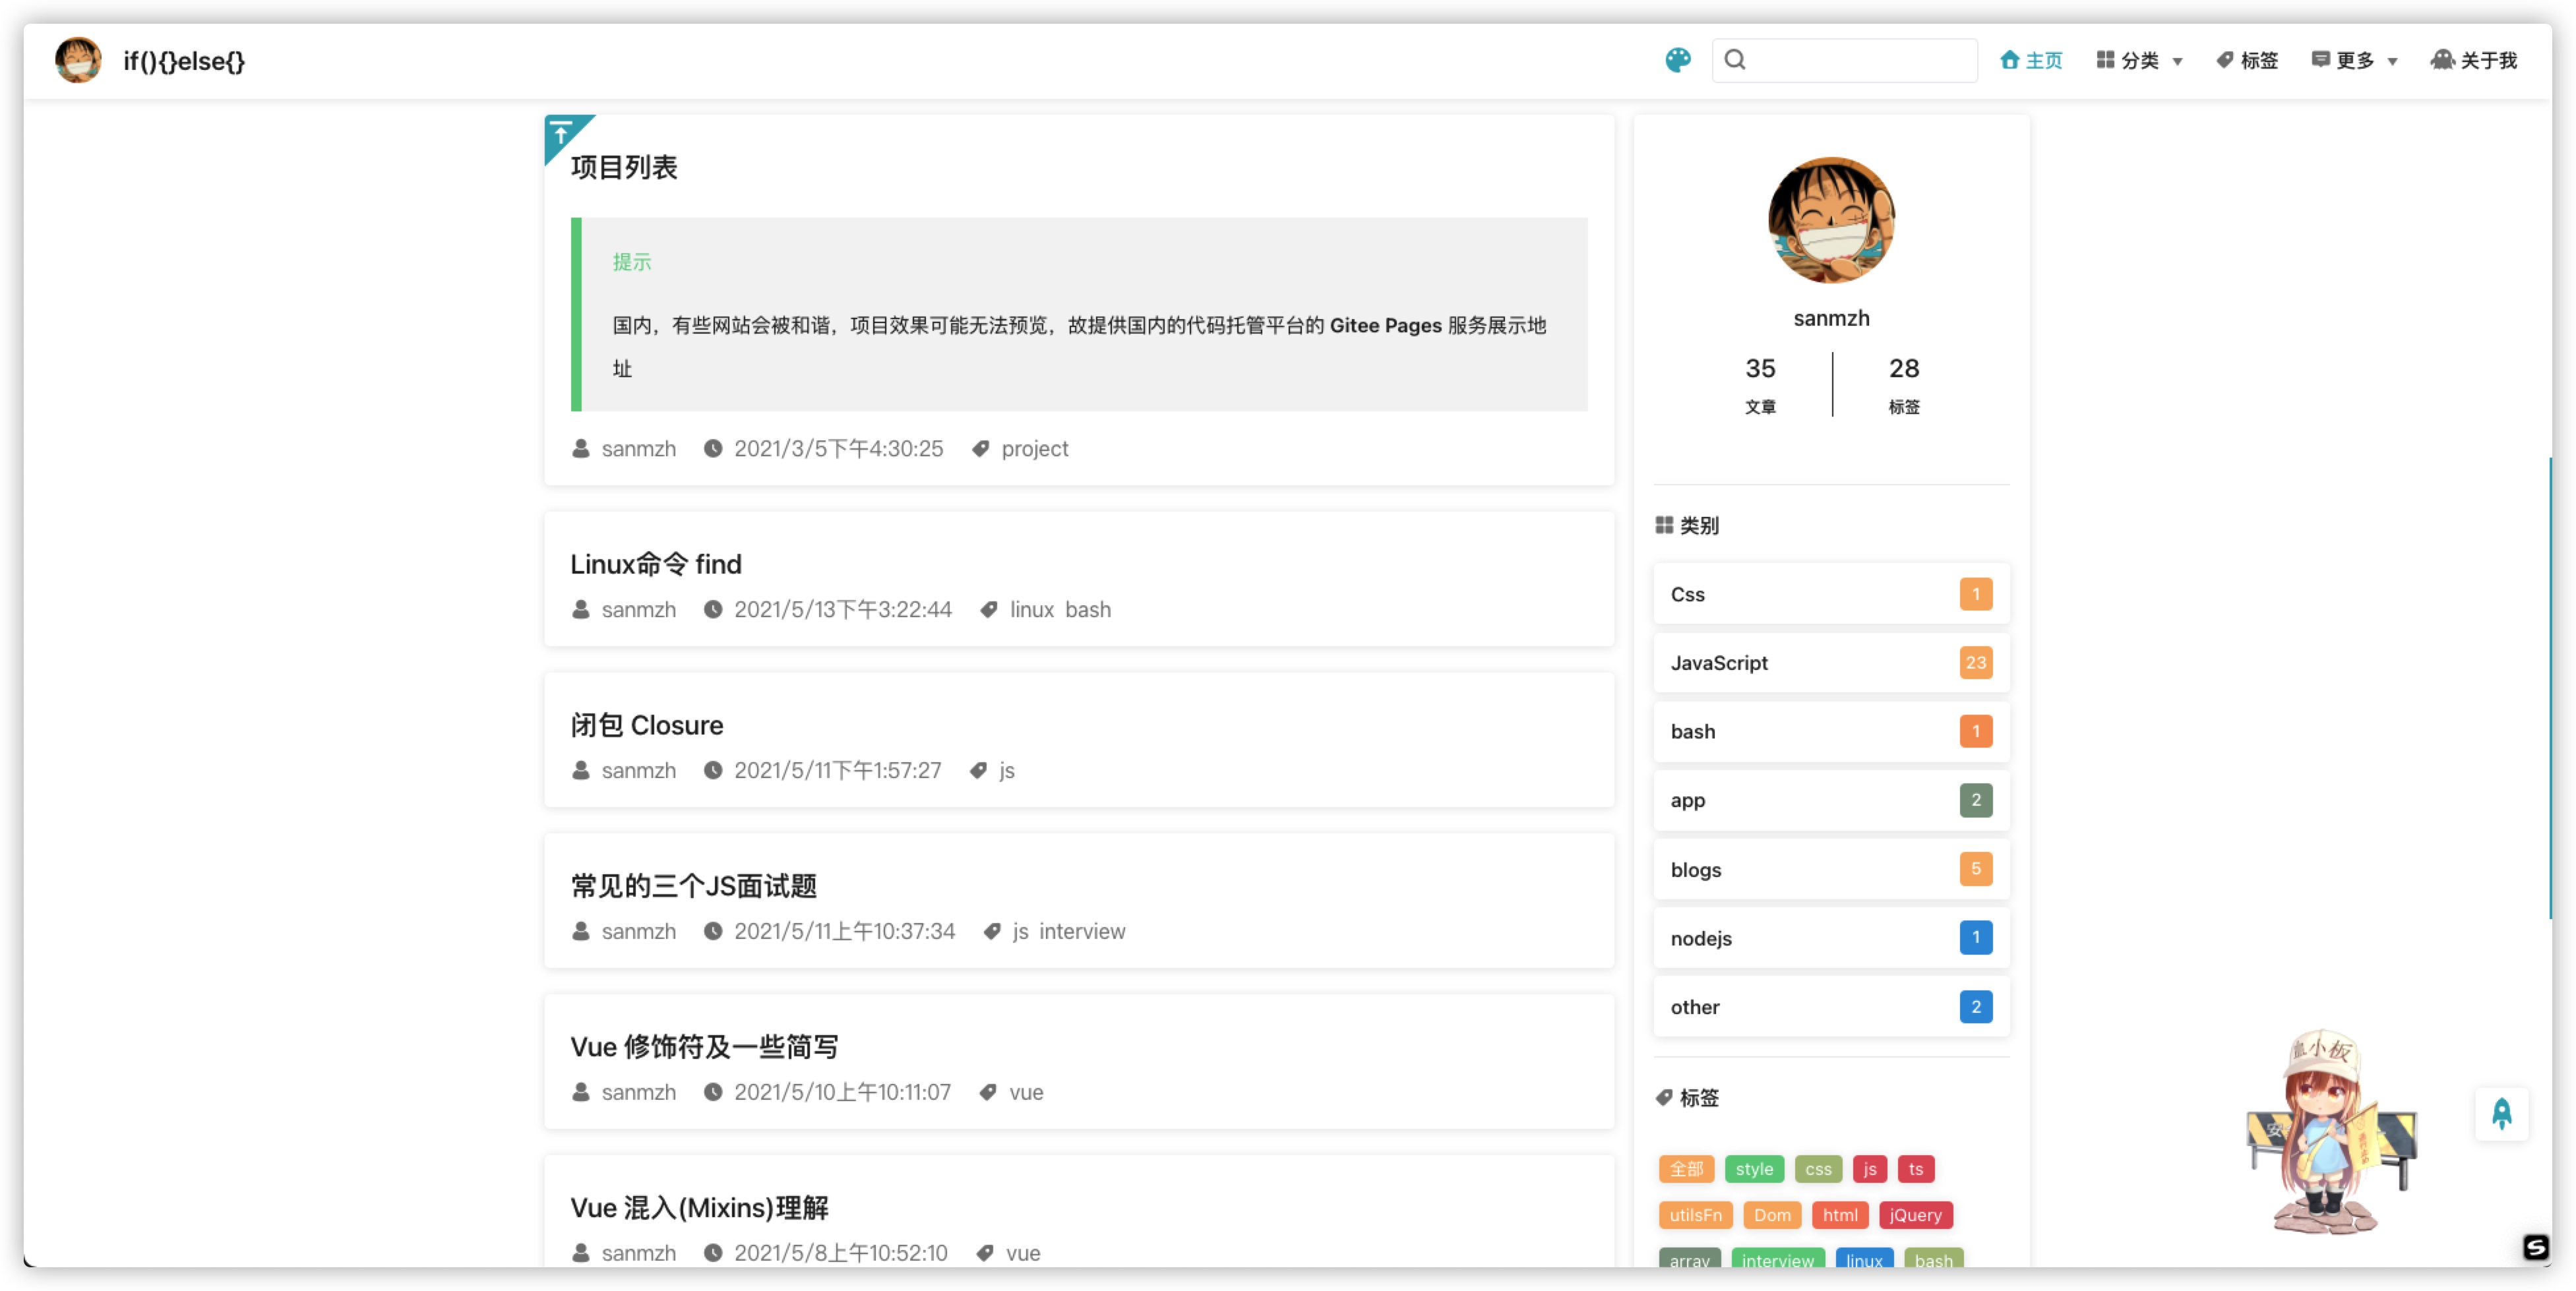 if(){}else{}
主页
分类
标签
更多
关于我
项目列表
提示
国内，有些网站会被和谐，项目效果可能无法预览，故提供国内的代码托管平台的 Gitee Pages 服务展示地
址
sanmzh 2021/3/5下午4:30:25 project
Linux命令 find
sanmzh 2021/5/13下午3:22:44 linux bash
闭包 Closure
sanmzh 2021/5/11下午1:57:27 js
常见的三个JS面试题
sanmzh 2021/5/11上午10:37:34 js interview
Vue 修饰符及一些简写
sanmzh 2021/5/10上午10:11:07 vue
Vue 混入(Mixins)理解
sanmzh 2021/5/8上午10:52:10 vue
sanmzh
35 28
文章 标签
类别
Css 1
JavaScript 23
bash 1
app 2
blogs 5
nodejs 1
other 2
标签
全部 style css js ts
utilsFn Dom html jQuery
array interview linux bash
小板
安